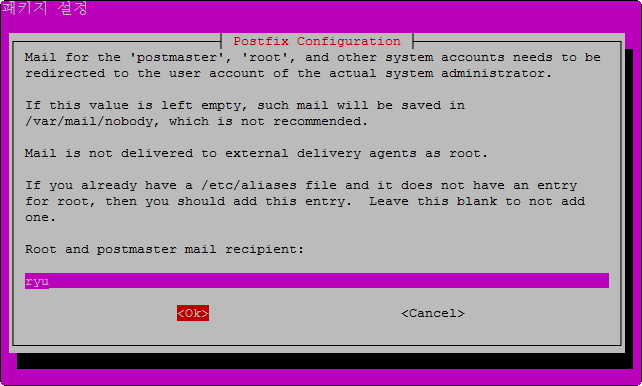 패키지 설정
Postfix Configuration
Mail for the 'postmaster', 'root', and other system accounts needs to be
redirected to the user account of the actual system administrator.
If this value is left empty, such mail will be saved in
/var/mail/nobody, which is not recommended.
Mail is not delivered to external delivery agents as root.
If you already have a /etc/aliases file and it does not have an entry
for root, then you should add this entry.  Leave this blank to not add
one.
Root and postmaster mail recipient:
ryu
<Ok> <Cancel>